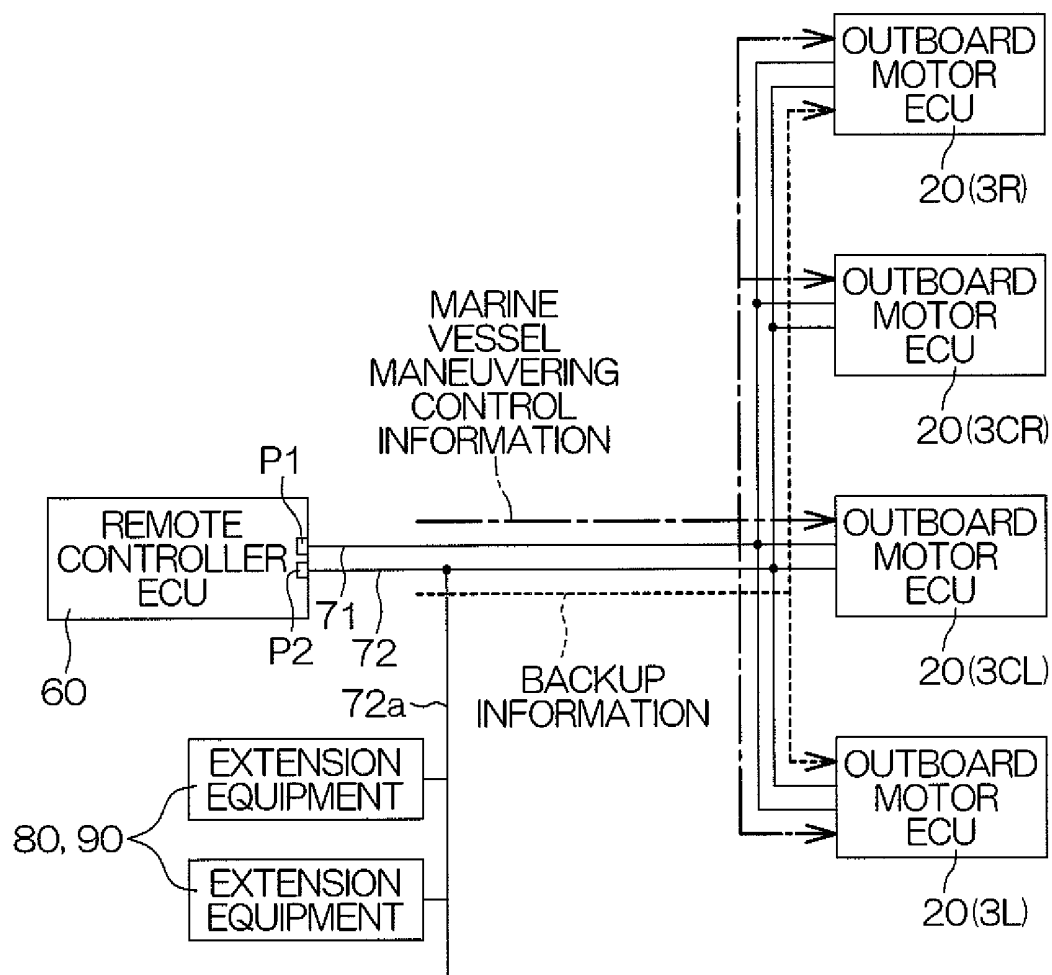 OUTBOARD
MOTOR
ECU
20(3R)
OUTBOARD
MOTOR
ECU
20(3CR)
MARINE
VESSEL
MANEUVERING
CONTROL
INFORMATION
P1
REMOTE
CONTROLLER
ECU
P2
60
71
72
72a
BACKUP
INFORMATION
OUTBOARD
MOTOR
ECU
20(3CL)
EXTENSION
EQUIPMENT
80, 90
EXTENSION
EQUIPMENT
OUTBOARD
MOTOR
ECU
20(3L)